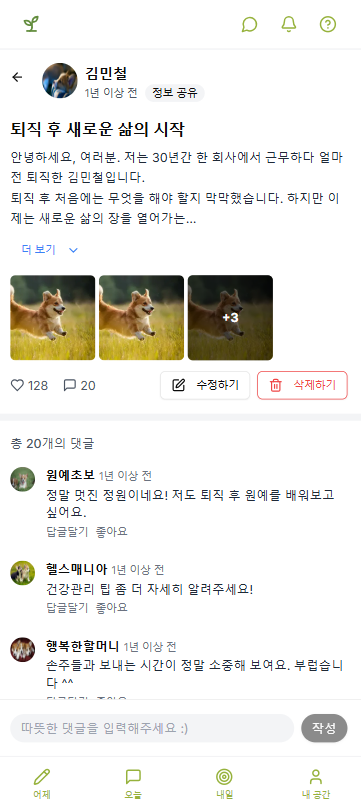 김민철
1년 이상 전 정보 공유
퇴직 후 새로운 삶의 시작
안녕하세요, 여러분. 저는 30년간 한 회사에서 근무하다 얼마
전 퇴직한 김민철입니다.
퇴직 후 처음에는 무엇을 해야 할지 막막했습니다. 하지만 이
제는 새로운 삶의 장을 열어가는...
더 보기
+3
128 20 수정하기 삭제하기
총 20개의 댓글
원예초보 1년 이상 전
정말 멋진 정원이네요! 저도 퇴직 후 원예를 배워보고
싶어요.
답글달기 좋아요
헬스매니아 1년 이상 전
건강관리 팁 좀 더 자세히 알려주세요!
답글달기 좋아요
행복한할머니 1년 이상 전
손주들과 보내는 시간이 정말 소중해 보여요. 부럽습니
다 ^^
따뜻한 댓글을 입력해주세요 :) 작성
어제 오늘 내일 내 공간